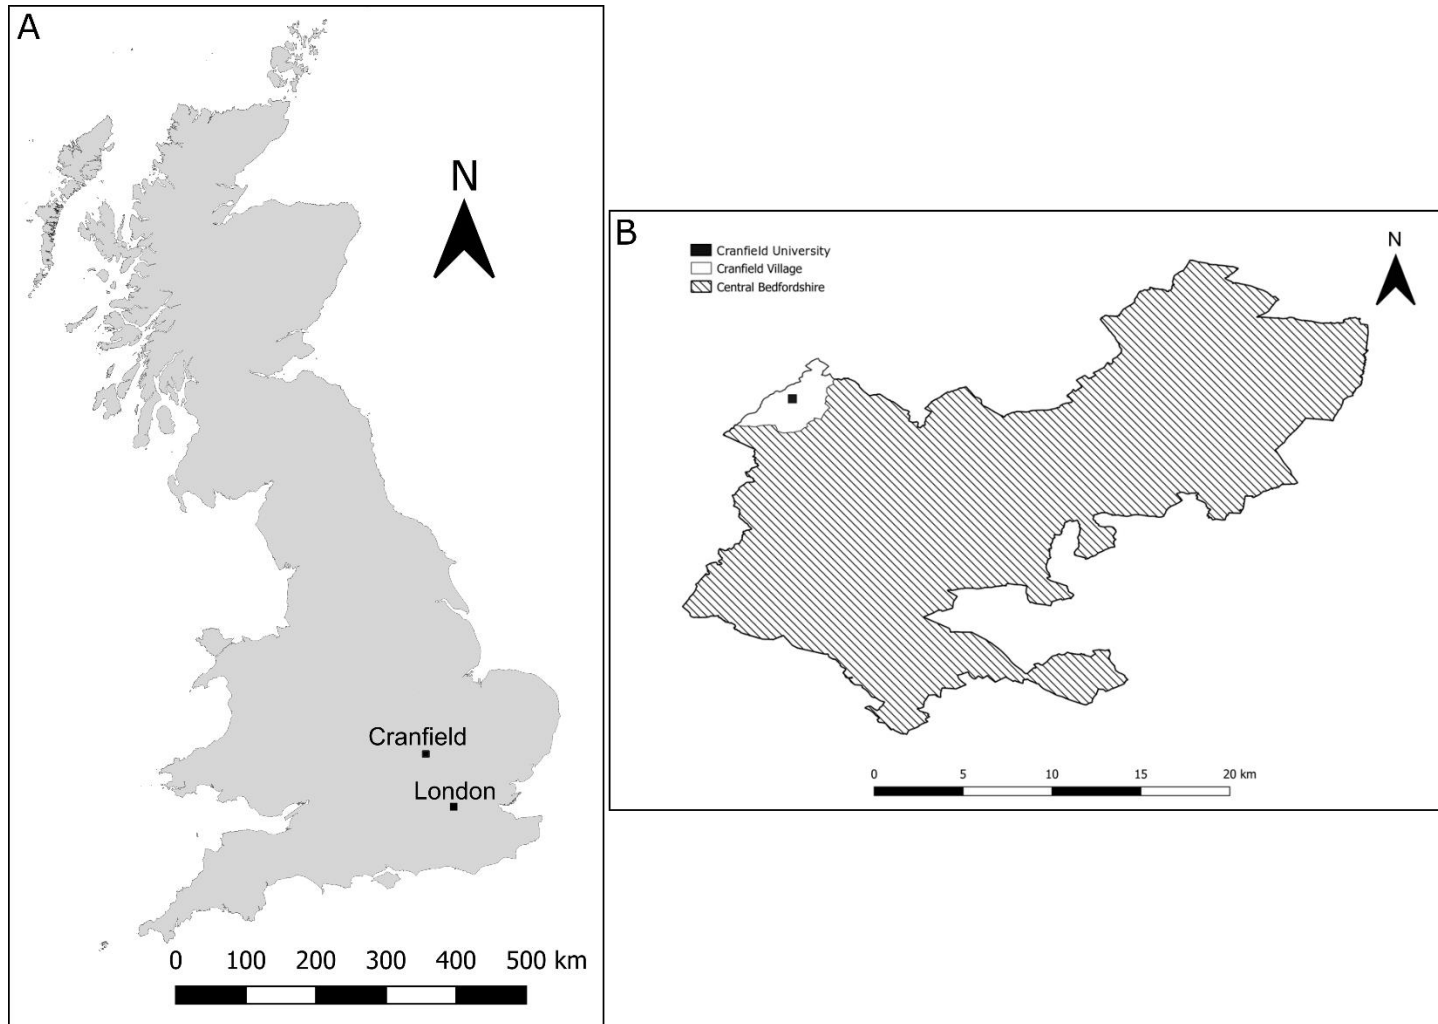 A
N
Cranfield
London
0 100 200 300 400 500 km
B
Cranfield University
Cranfield Village
Central Bedfordshire
N
0 5 10 15 20 km